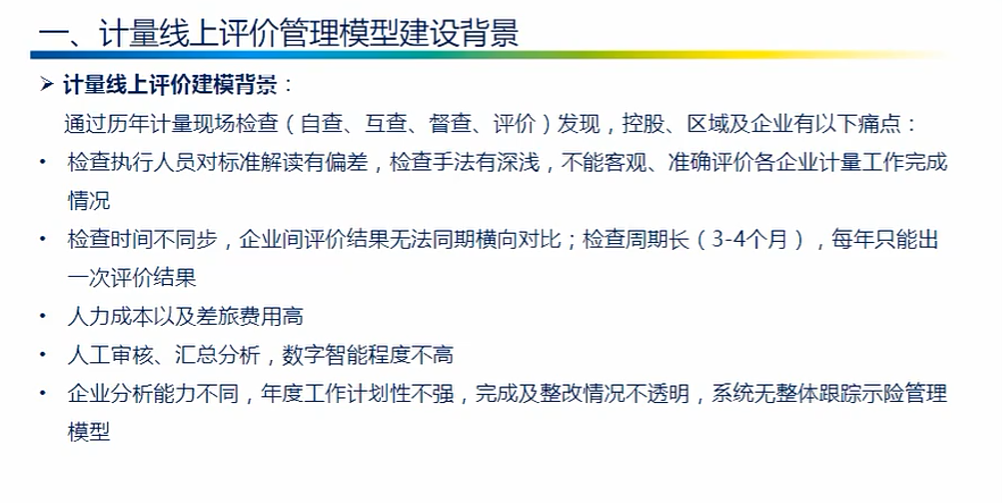 一、计量线上评价管理模型建设背景
➢ 计量线上评价建模背景：
通过历年计量现场检查（自查、互查、督查、评价）发现，控股、区域及企业有以下痛点：
• 检查执行人员对标准解读有偏差，检查手法有深浅，不能客观、准确评价各企业计量工作完成
情况
• 检查时间不同步，企业间评价结果无法同期横向对比；检查周期长（3-4个月），每年只能出
一次评价结果
• 人力成本以及差旅费用高
• 人工审核、汇总分析，数字智能程度不高
• 企业分析能力不同，年度工作计划性不强，完成及整改情况不透明，系统无整体跟踪示险管理
模型